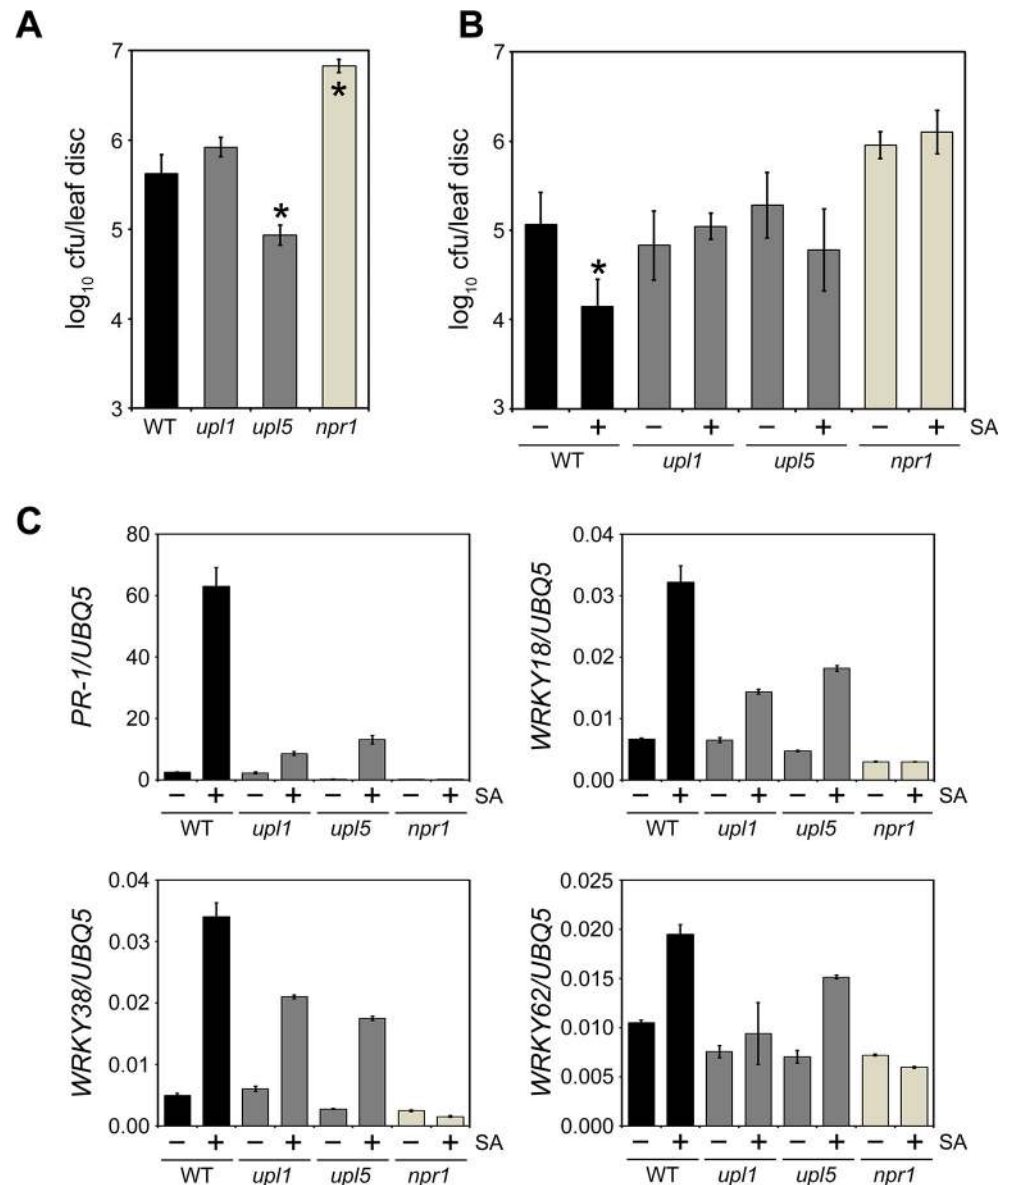 A
log10 cfu/leaf disc
7
6
5
4
3
*
*
WT upl1 upl5 npr1
B
log10 cfu/leaf disc
7
6
5
4
3
*
− + − + − + − + SA
WT upl1 upl5 npr1
C
PR-1/UBQ5
80
60
40
20
0
− + − + − + − + SA
WT upl1 upl5 npr1
WRKY18/UBQ5
0.04
0.03
0.02
0.01
0.00
− + − + − + − + SA
WT upl1 upl5 npr1
WRKY38/UBQ5
0.04
0.03
0.02
0.01
0.00
− + − + − + − + SA
WT upl1 upl5 npr1
WRKY62/UBQ5
0.025
0.020
0.015
0.010
0.005
0.000
− + − + − + − + SA
WT upl1 upl5 npr1